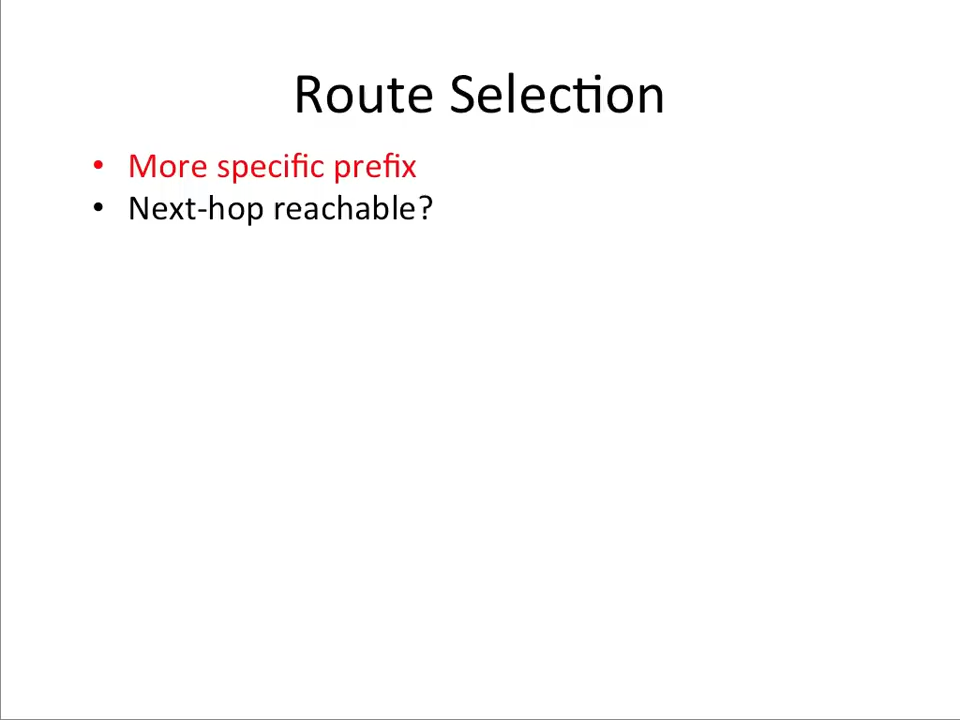 Route Selection
• More specific prefix
• Next-hop reachable?